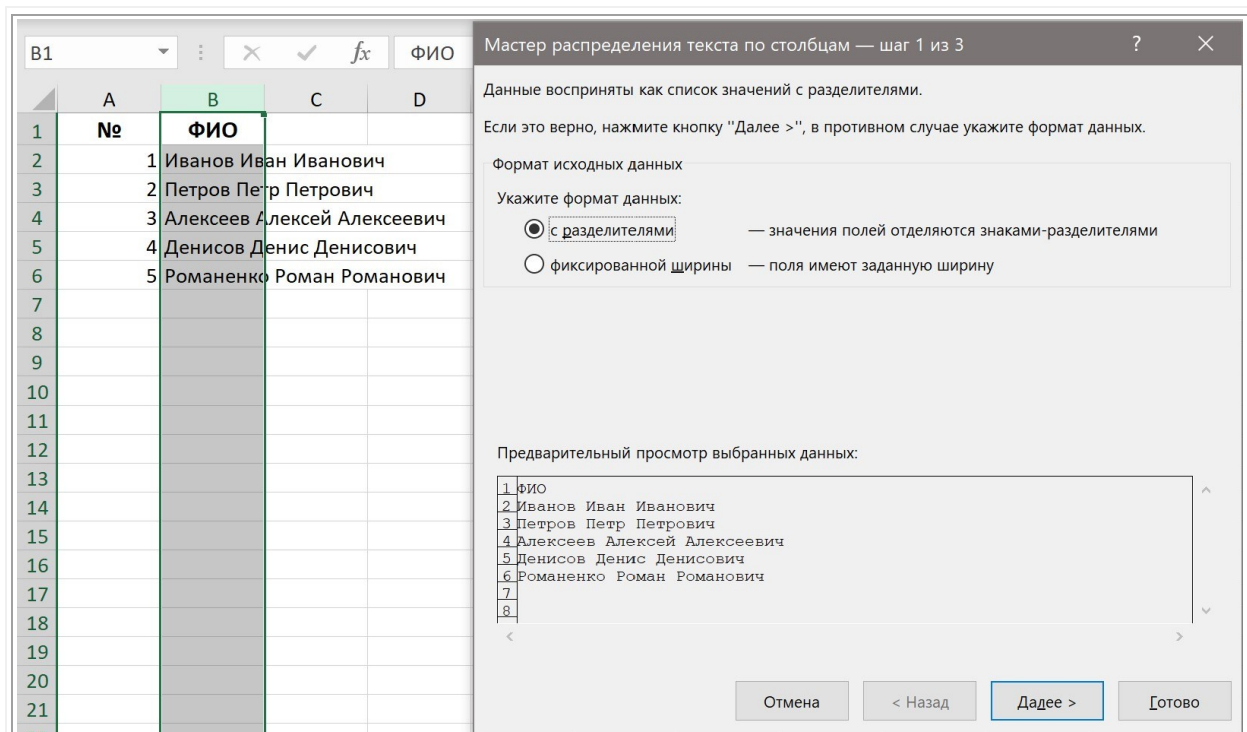 B1 fx ФИО
A B C D
1 № ФИО
2 1 Иванов Иван Иванович
3 2 Петров Петр Петрович
4 3 Алексеев Алексей Алексеевич
5 4 Денисов Денис Денисович
6 5 Романенко Роман Романович
7
8
9
10
11
12
13
14
15
16
17
18
19
20
21
Мастер распределения текста по столбцам — шаг 1 из 3 ? ×
Данные восприняты как список значений с разделителями.
Если это верно, нажмите кнопку "Далее >", в противном случае укажите формат данных.
Формат исходных данных
Укажите формат данных:
с разделителями — значения полей отделяются знаками-разделителями
фиксированной ширины — поля имеют заданную ширину
Предварительный просмотр выбранных данных:
1 ФИО
2 Иванов Иван Иванович
3 Петров Петр Петрович
4 Алексеев Алексей Алексеевич
5 Денисов Денис Денисович
6 Романенко Роман Романович
7
8
Отмена < Назад Далее > Готово